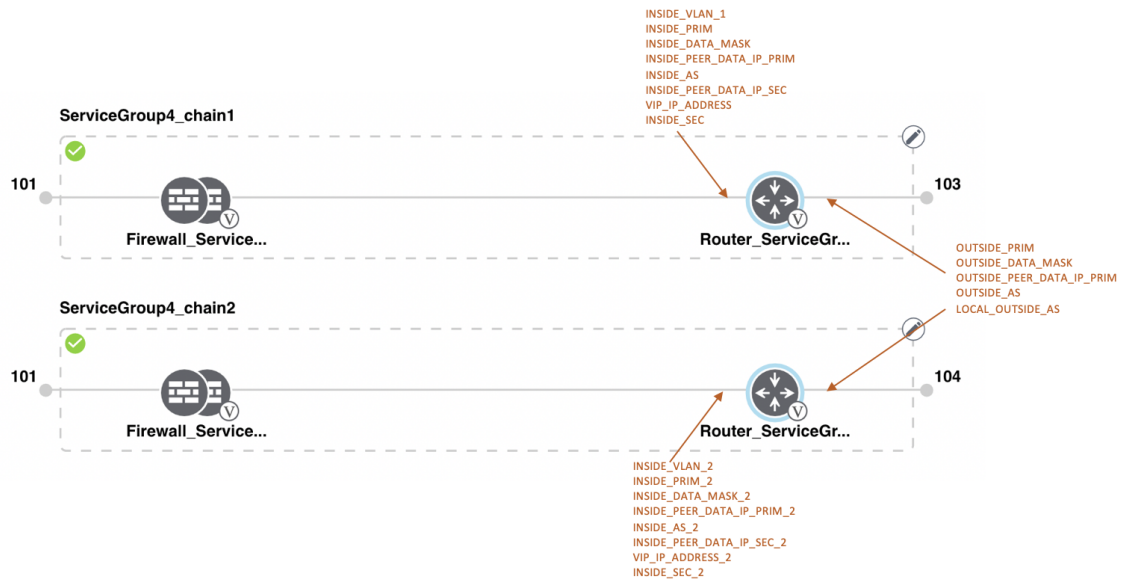 INSIDE_VLAN_1
INSIDE_PRIM
INSIDE_DATA_MASK
INSIDE_PEER_DATA_IP_PRIM
INSIDE_AS
INSIDE_PEER_DATA_IP_SEC
VIP_IP_ADDRESS
INSIDE_SEC
ServiceGroup4_chain1
101
103
V
V
Firewall_Service...
Router_ServiceGr...
OUTSIDE_PRIM
OUTSIDE_DATA_MASK
OUTSIDE_PEER_DATA_IP_PRIM
OUTSIDE_AS
LOCAL_OUTSIDE_AS
ServiceGroup4_chain2
101
104
V
V
Firewall_Service...
Router_ServiceGr...
INSIDE_VLAN_2
INSIDE_PRIM_2
INSIDE_DATA_MASK_2
INSIDE_PEER_DATA_IP_PRIM_2
INSIDE_AS_2
INSIDE_PEER_DATA_IP_SEC_2
VIP_IP_ADDRESS_2
INSIDE_SEC_2